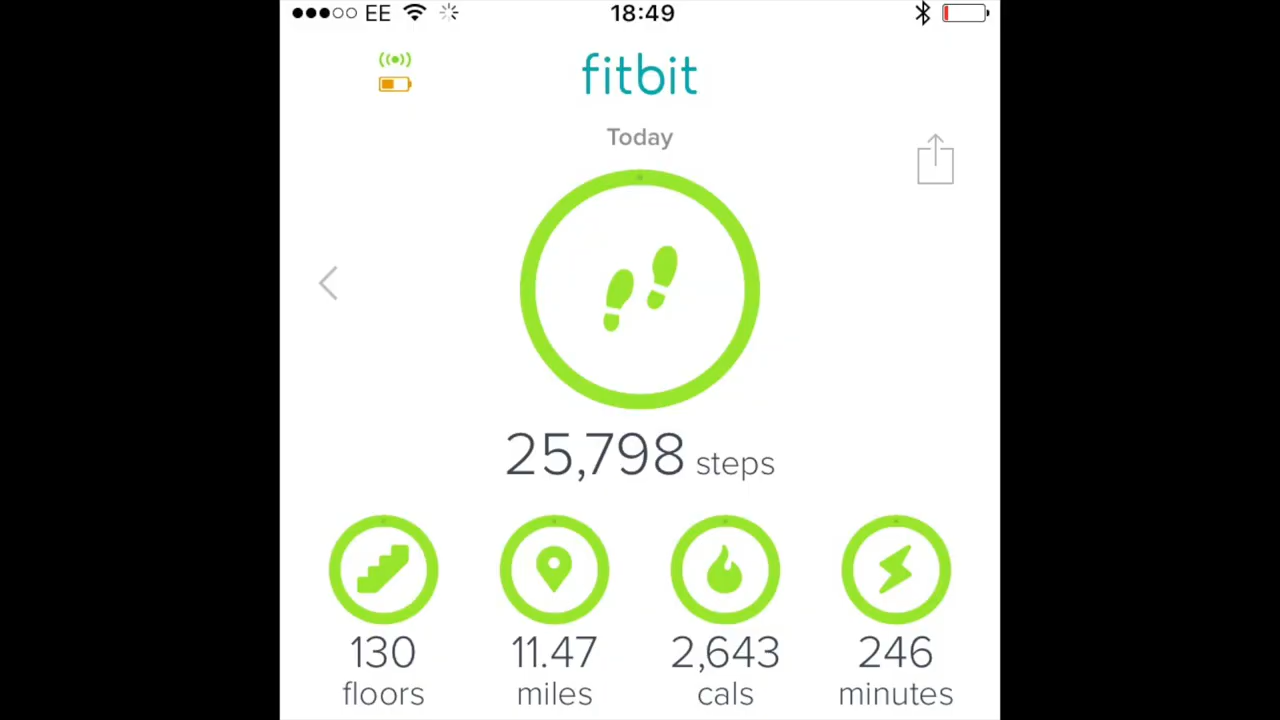 EE 18:49
fitbit
Today
25,798 steps
130 11.47 2,643 246
floors miles cals minutes